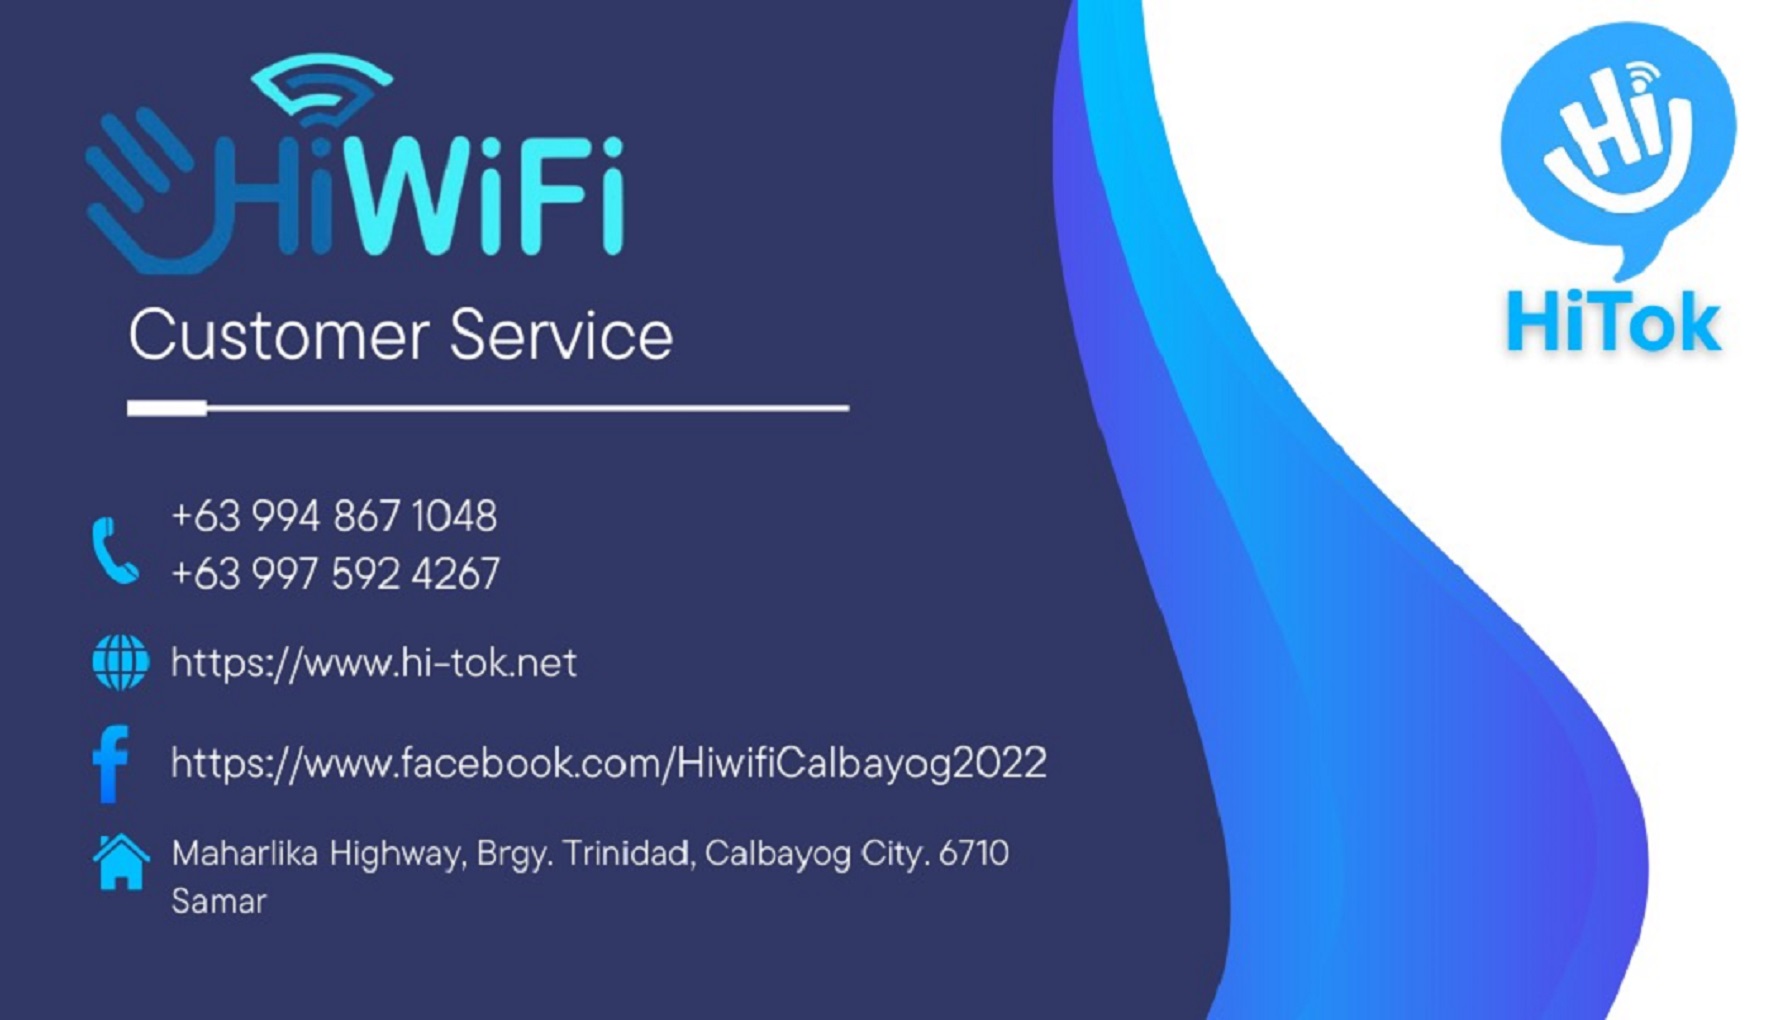 HiWiFi
Hi
HiTok
Customer Service
+63 994 867 1048
+63 997 592 4267
https://www.hi-tok.net
https://www.facebook.com/HiwifiCalbayog2022
Maharlika Highway, Brgy. Trinidad, Calbayog City. 6710
Samar